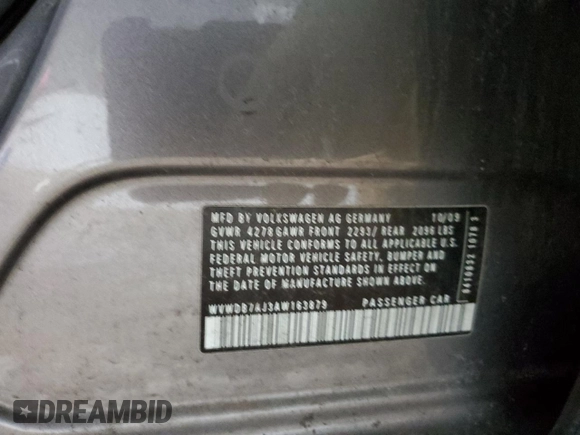 MFD BY VOLKSWAGEN AG GERMANY 10/09
GVWR 4278 GAWR FRONT 2293/ REAR 2096 LBS
THIS VEHICLE CONFORMS TO ALL APPLICABLE U.S.
FEDERAL MOTOR VEHICLE SAFETY, BUMPER AND
THEFT PREVENTION STANDARDS IN EFFECT ON
THE DATE OF MANUFACTURE SHOWN ABOVE.
WVWDB7AJ3AW163879 PASSENGER CAR
DREAMBID